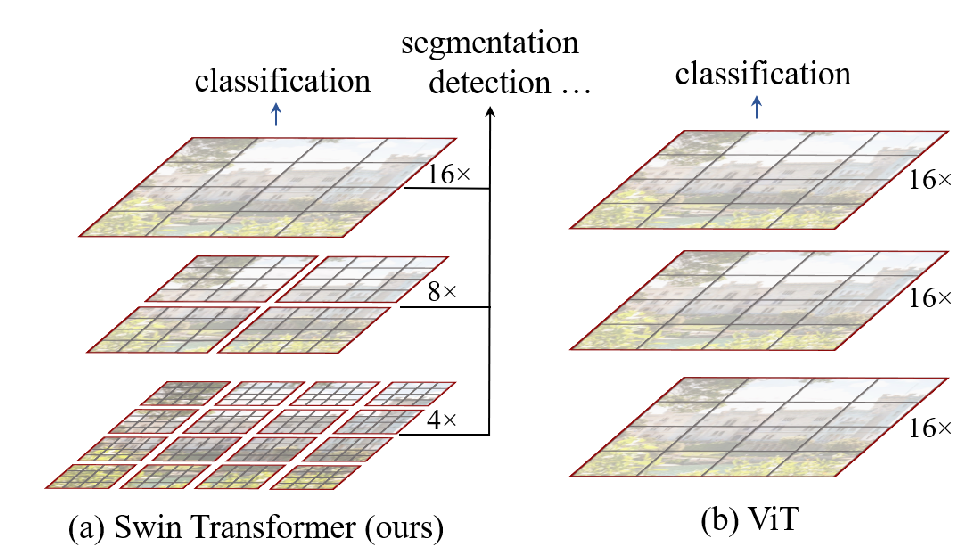 segmentation
detection …
classification
16×
8×
4×
(a) Swin Transformer (ours)
classification
16×
16×
16×
(b) ViT